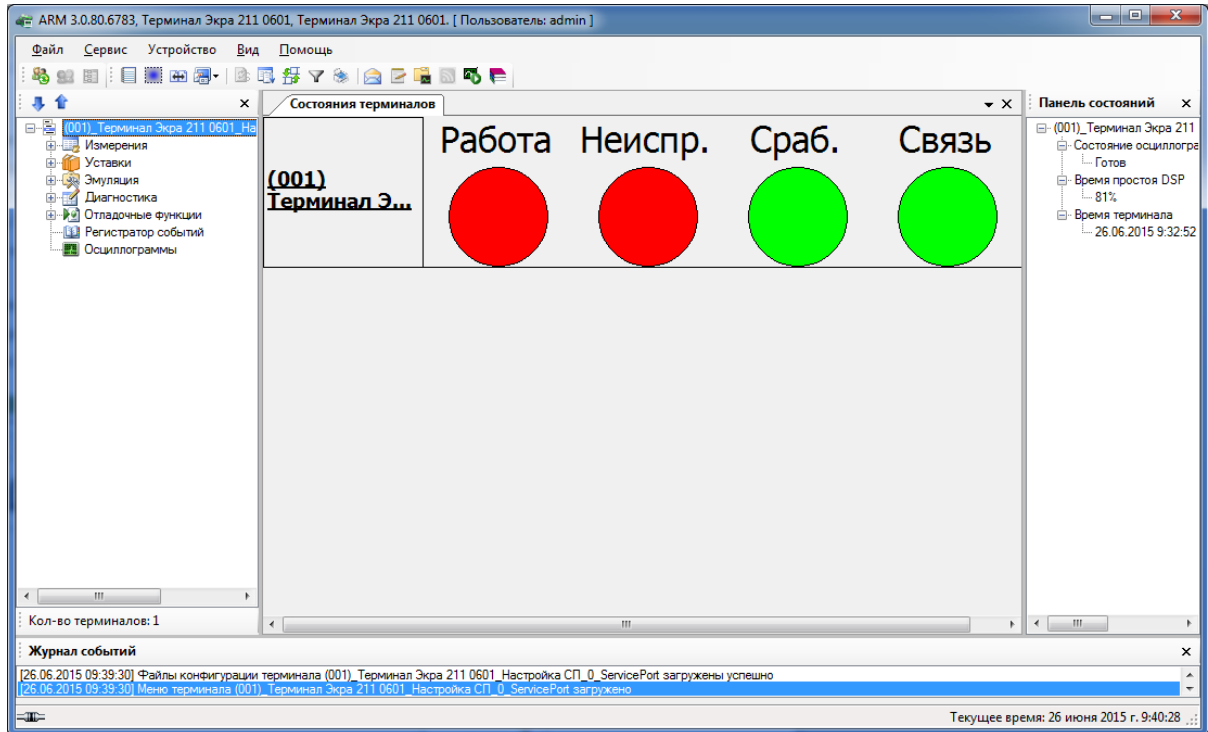 ARM 3.0.80.6783, Терминал Экра 211 0601, Терминал Экра 211 0601. [ Пользователь: admin ]
Файл Сервис Устройство Вид Помощь
Состояния терминалов
Панель состояний
(001)_Терминал Экра 211 0601_На
Измерения
Уставки
Эмуляция
Диагностика
Отладочные функции
Регистратор событий
Осциллограммы
Кол-во терминалов: 1
Работа Неиспр. Сраб. Связь
(001)
Терминал Э...
(001)_Терминал Экра 211
Состояние осциллогра
Готов
Время простоя DSP
81%
Время терминала
26.06.2015 9:32:52
Журнал событий
[26.06.2015 09:39:30] Файлы конфигурации терминала (001)_Терминал Экра 211 0601_Настройка СП_0_ServicePort загружены успешно
[26.06.2015 09:39:30] Меню терминала (001)_Терминал Экра 211 0601_Настройка СП_0_ServicePort загружено
Текущее время: 26 июня 2015 г. 9:40:28